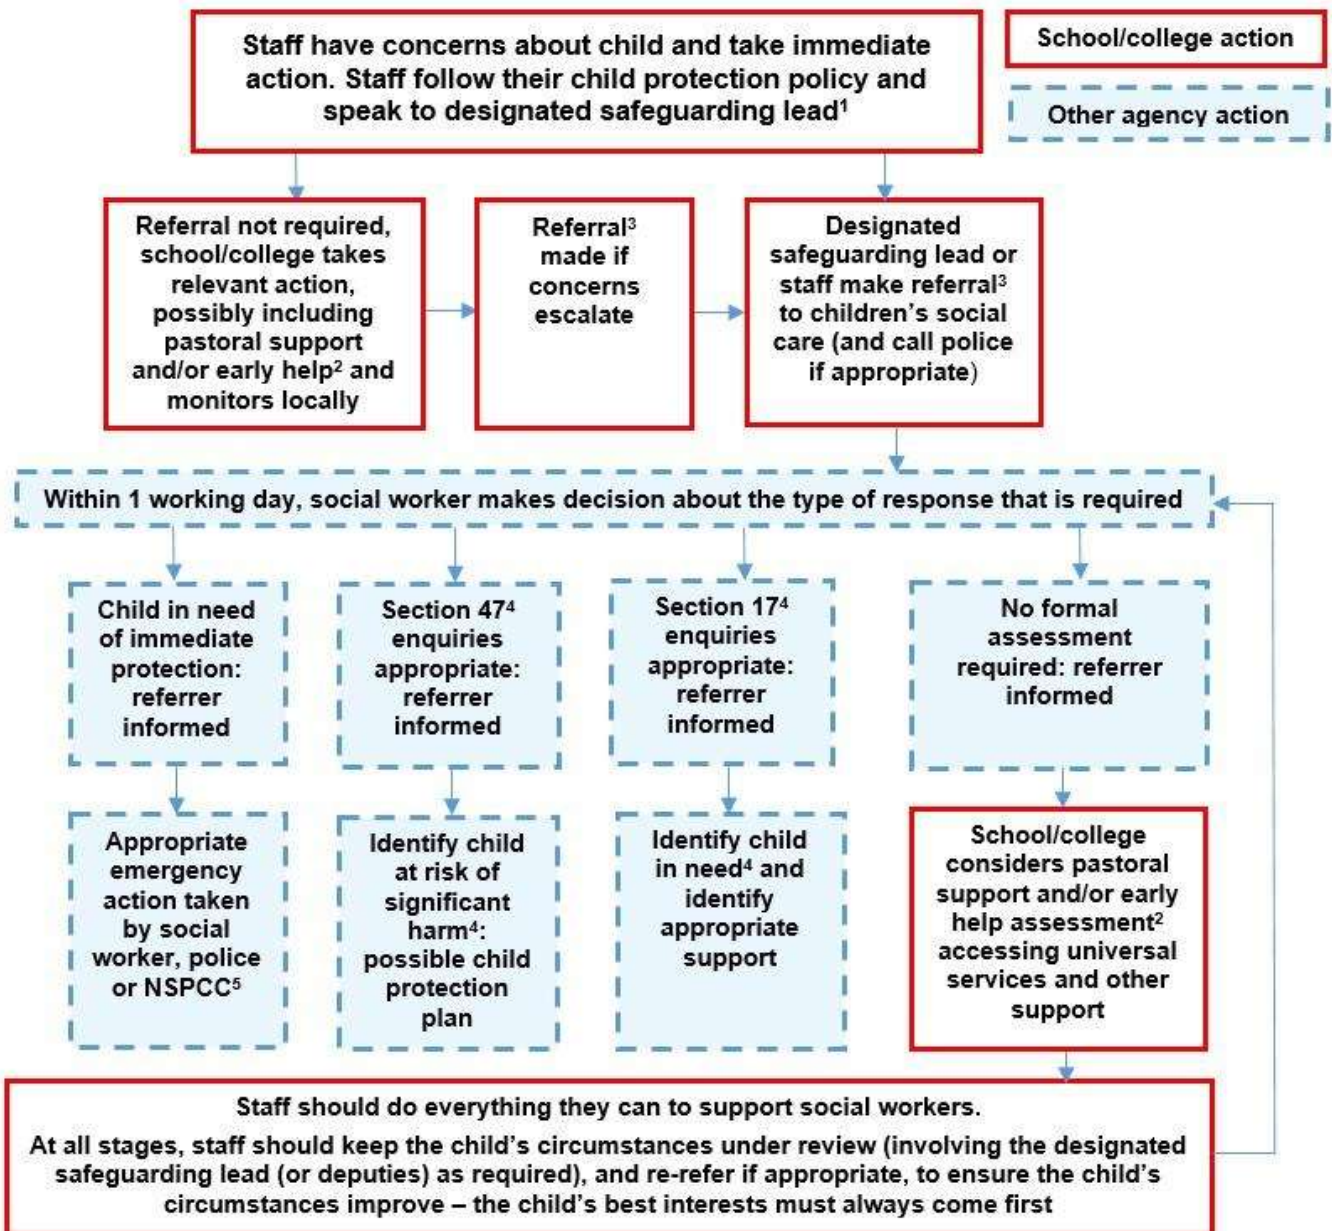 Staff have concerns about child and take immediate
action. Staff follow their child protection policy and
speak to designated safeguarding lead¹
School/college action
Other agency action
Referral not required,
school/college takes
relevant action,
possibly including
pastoral support
and/or early help² and
monitors locally
Referral³
made if
concerns
escalate
Designated
safeguarding lead or
staff make referral³
to children's social
care (and call police
if appropriate)
Within 1 working day, social worker makes decision about the type of response that is required
Child in need
of immediate
protection:
referrer
informed
Section 47⁴
enquiries
appropriate:
referrer
informed
Section 17⁴
enquiries
appropriate:
referrer
informed
No formal
assessment
required: referrer
informed
Appropriate
emergency
action taken
by social
worker, police
or NSPCC⁵
Identify child
at risk of
significant
harm⁴:
possible child
protection
plan
Identify child
in need⁴ and
identify
appropriate
support
School/college
considers pastoral
support and/or early
help assessment²
accessing universal
services and other
support
Staff should do everything they can to support social workers.
At all stages, staff should keep the child's circumstances under review (involving the designated
safeguarding lead (or deputies) as required), and re-refer if appropriate, to ensure the child's
circumstances improve – the child's best interests must always come first